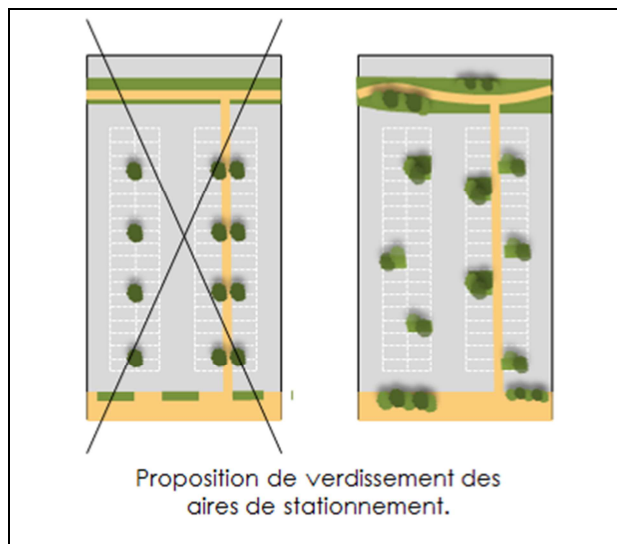 Proposition de verdissement des
aires de stationnement.